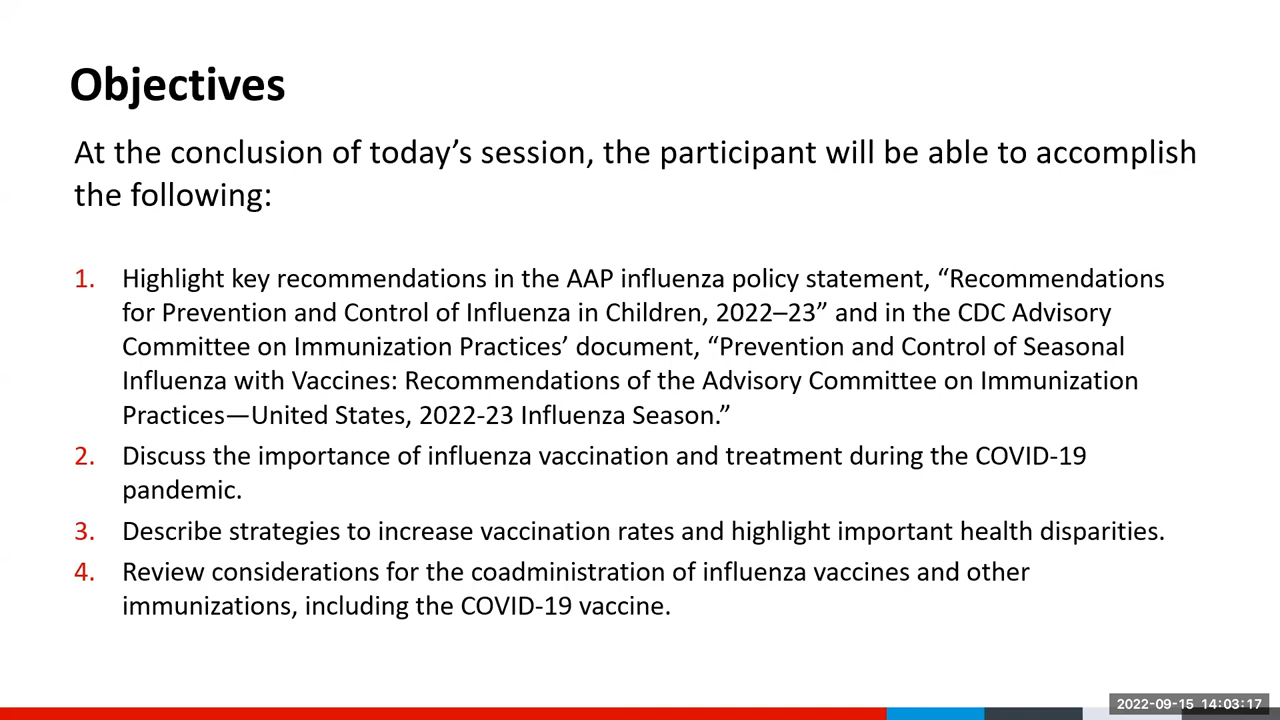 Objectives
At the conclusion of today’s session, the participant will be able to accomplish
the following:
1. Highlight key recommendations in the AAP influenza policy statement, “Recommendations
for Prevention and Control of Influenza in Children, 2022–23” and in the CDC Advisory
Committee on Immunization Practices’ document, “Prevention and Control of Seasonal
Influenza with Vaccines: Recommendations of the Advisory Committee on Immunization
Practices—United States, 2022-23 Influenza Season.”
2. Discuss the importance of influenza vaccination and treatment during the COVID-19
pandemic.
3. Describe strategies to increase vaccination rates and highlight important health disparities.
4. Review considerations for the coadministration of influenza vaccines and other
immunizations, including the COVID-19 vaccine.
2022-09-15 14:03:17